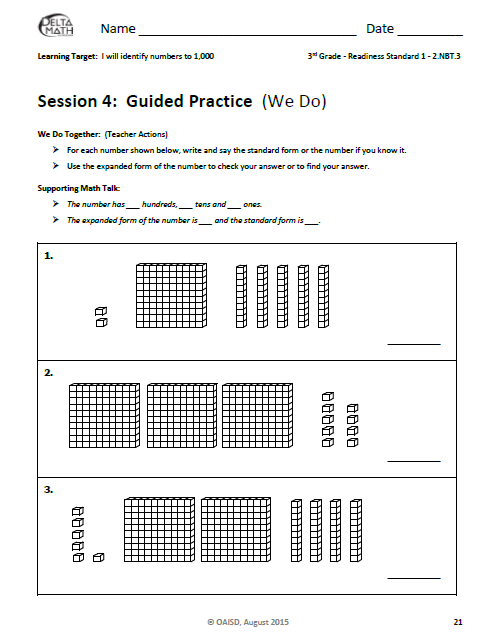 DELTA
MATH
Name ________________________ Date __________
Learning Target: I will identify numbers to 1,000 3rd Grade - Readiness Standard 1 - 2.NBT.3
Session 4: Guided Practice (We Do)
We Do Together: (Teacher Actions)
➢ For each number shown below, write and say the standard form or the number if you know it.
➢ Use the expanded form of the number to check your answer or to find your answer.
Supporting Math Talk:
➢ The number has ___ hundreds, ___ tens and ___ ones.
➢ The expanded form of the number is ___ and the standard form is ___.
1.
__________
2.
__________
3.
__________
© OAISD, August 2015 21